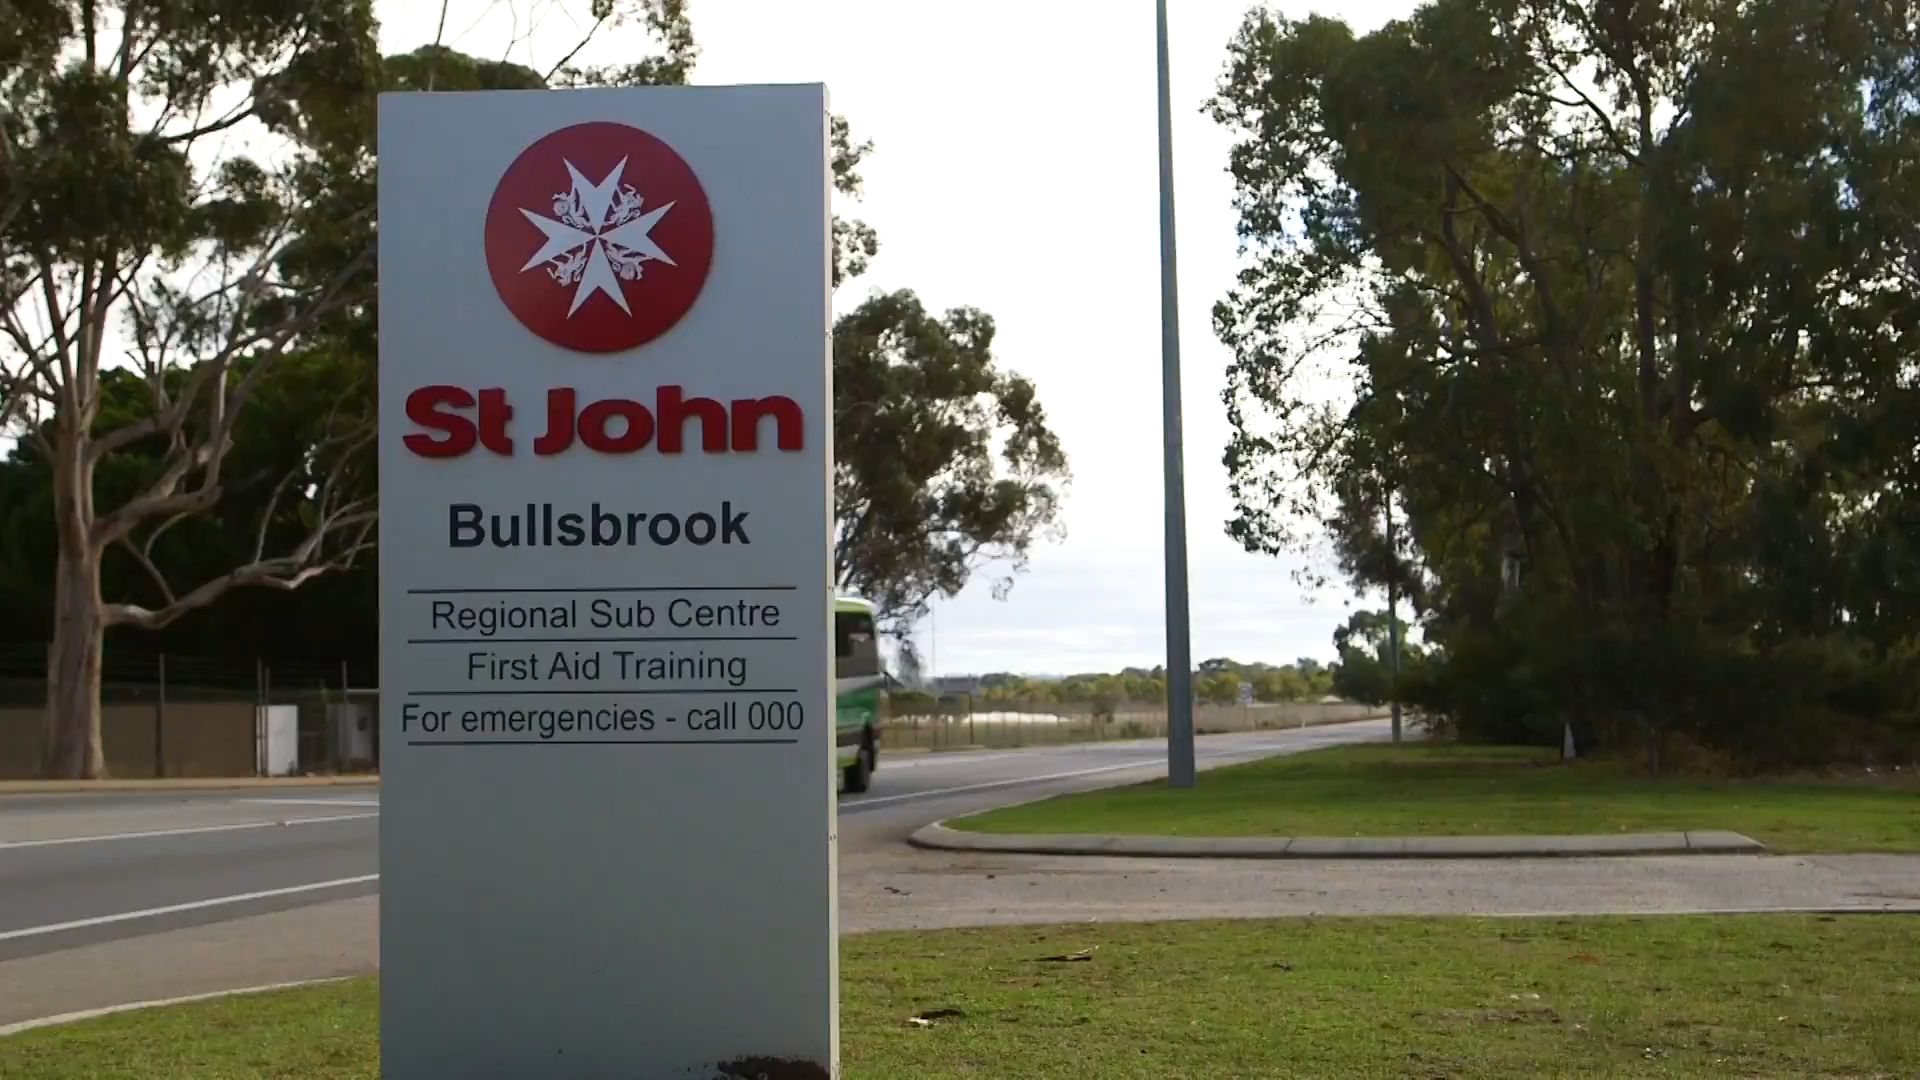 St John
Bullsbrook
Regional Sub Centre
First Aid Training
For emergencies - call 000